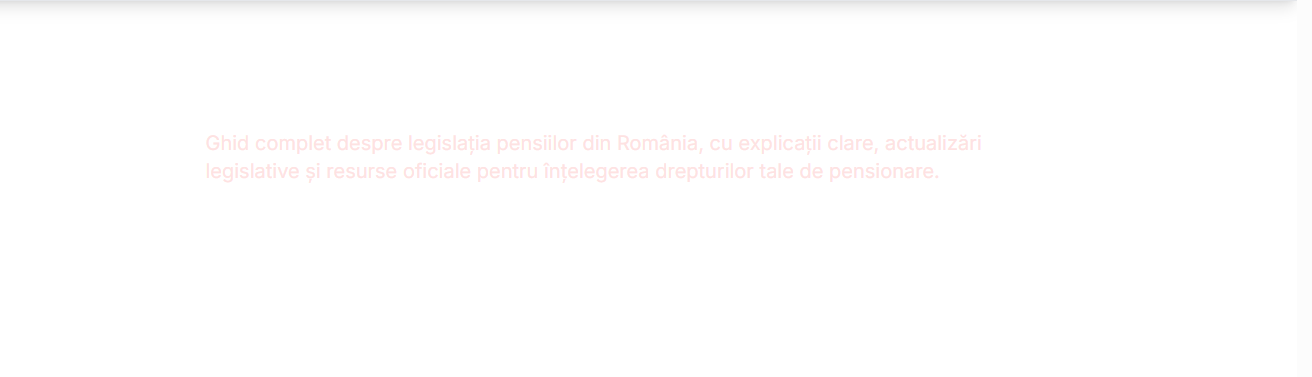 Ghid complet despre legislația pensiilor din România, cu explicații clare, actualizări
legislative și resurse oficiale pentru înțelegerea drepturilor tale de pensionare.